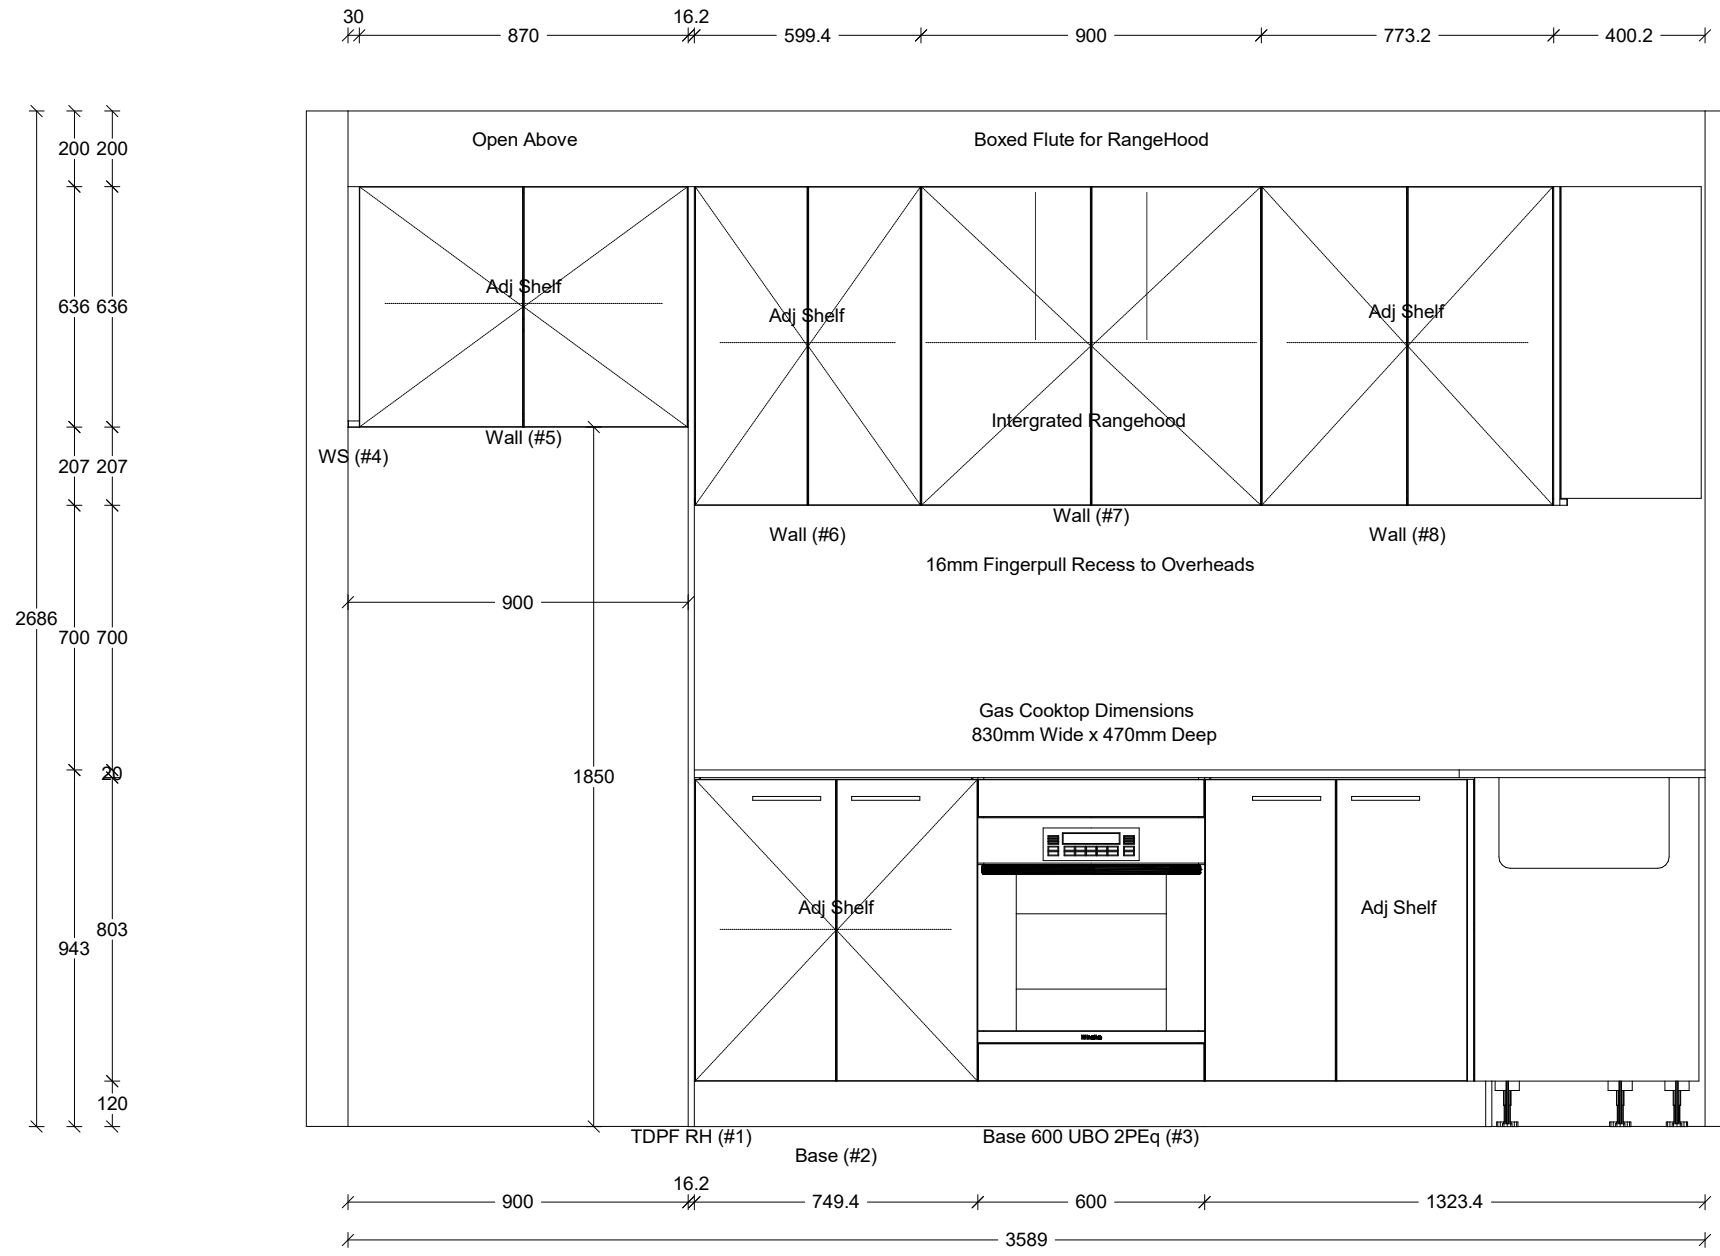 30
16.2
870
599.4
900
773.2
400.2
Open Above
Boxed Flute for RangeHood
200
200
Adj Shelf
636
636
Adj Shelf
Adj Shelf
Intergrated Rangehood
Wall (#5)
WS (#4)
207
207
Wall (#7)
Wall (#6)
Wall (#8)
16mm Fingerpull Recess to Overheads
900
2686
700
700
Gas Cooktop Dimensions
830mm Wide x 470mm Deep
20
1850
Adj Shelf
Adj Shelf
803
943
120
TDPF RH (#1)
Base 600 UBO 2PEq (#3)
Base (#2)
16.2
900
749.4
600
1323.4
3589